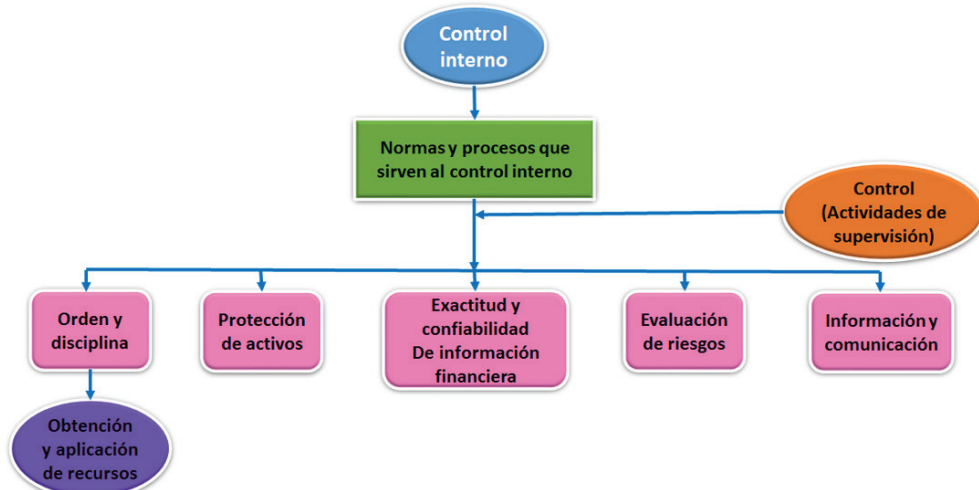 Control
interno
Normas y procesos que
sirven al control interno
Control
(Actividades de
supervisión)
Orden y
disciplina
Protección
de activos
Exactitud y
confiabilidad
De información
financiera
Evaluación
de riesgos
Información y
comunicación
Obtención
y aplicación
de recursos